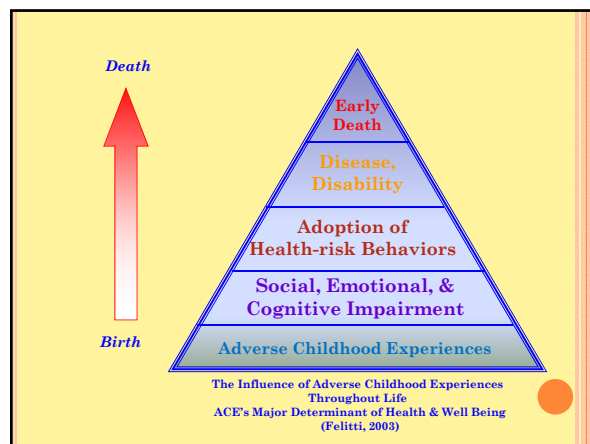 Death
Early
Death
Disease,
Disability
Adoption of
Health-risk Behaviors
Social, Emotional, &
Cognitive Impairment
Birth
Adverse Childhood Experiences
The Influence of Adverse Childhood Experiences
Throughout Life
ACE's Major Determinant of Health & Well Being
(Felitti, 2003)